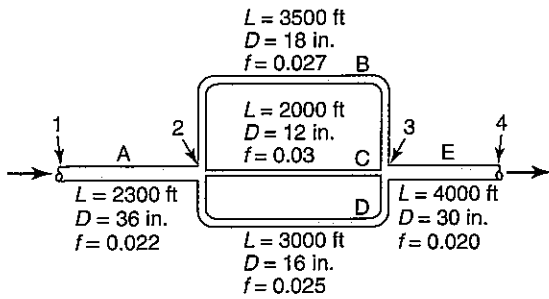 L = 3500 ft
D = 18 in.
f = 0.027 B
L = 2000 ft
D = 12 in.
f = 0.03 C
1
A
2
3
E
4
L = 2300 ft
D = 36 in.
f = 0.022
D
L = 3000 ft
D = 16 in.
f = 0.025
L = 4000 ft
D = 30 in.
f = 0.020